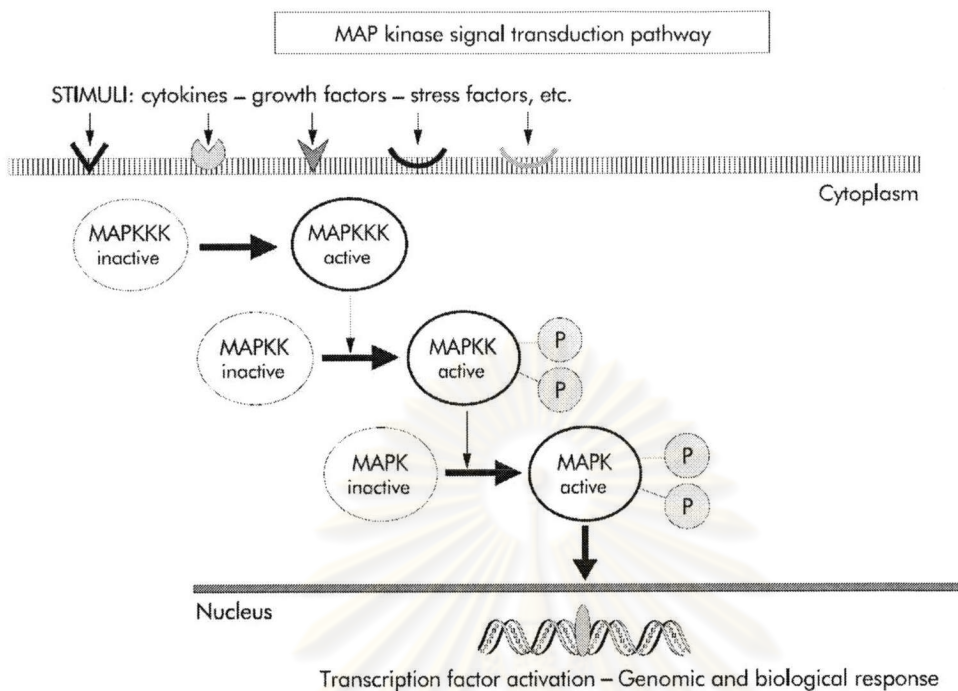 MAP kinase signal transduction pathway
STIMULI: cytokines – growth factors – stress factors, etc.
Cytoplasm
MAPKKK
inactive
MAPKKK
active
MAPKK
inactive
MAPKK
active
P
P
MAPK
inactive
MAPK
active
P
P
Nucleus
Transcription factor activation – Genomic and biological response